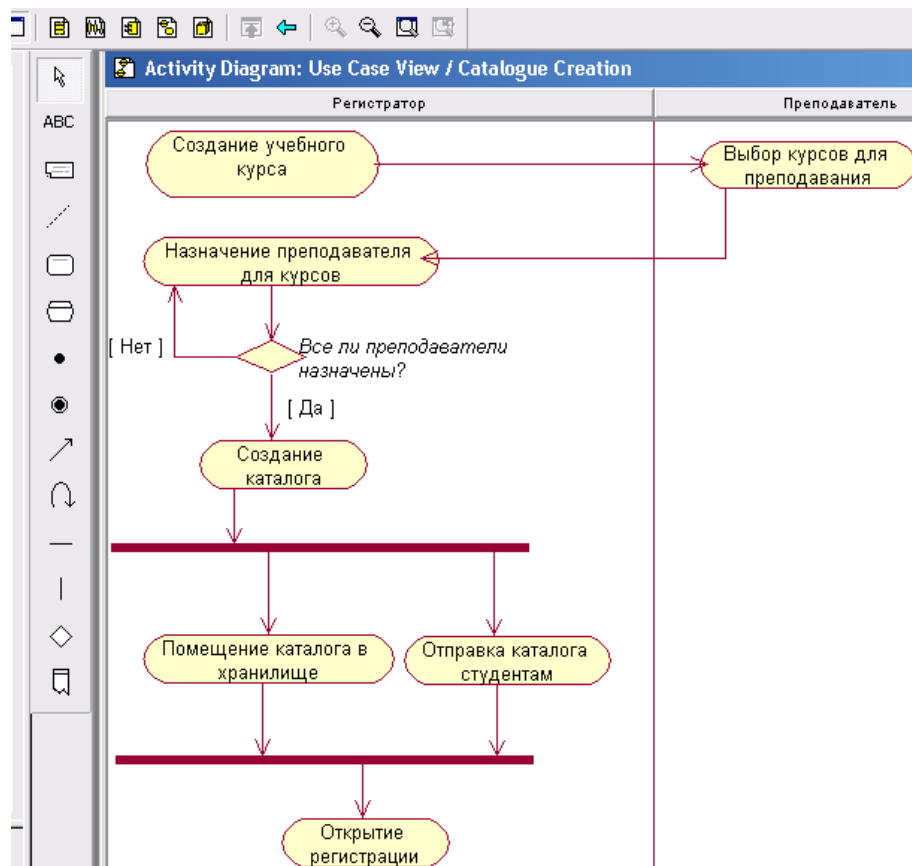 Activity Diagram: Use Case View / Catalogue Creation
Регистратор
Преподаватель
ABC
Создание учебного
курса
Выбор курсов для
преподавания
Назначение преподавателя
для курсов
[ Нет ]
Все ли преподаватели
назначены?
[ Да ]
Создание
каталога
Помещение каталога в
хранилище
Отправка каталога
студентам
Открытие
регистрации